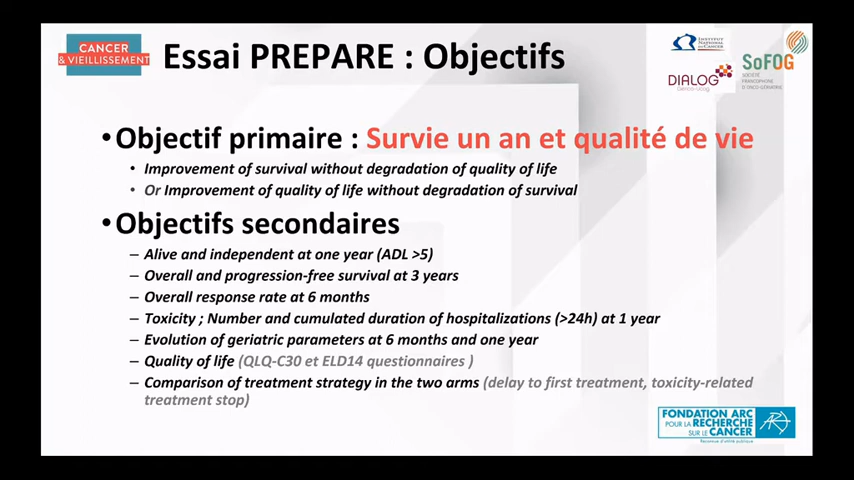 CANCER
& VIEILLISSEMENT
Essai PREPARE : Objectifs
INSTITUT
NATIONAL
DU CANCER
DIALOG
SoFOG
SOCIÉTÉ
FRANCOPHONE
D'ONCO-GÉRIATRIE
•Objectif primaire : Survie un an et qualité de vie
• Improvement of survival without degradation of quality of life
• Or Improvement of quality of life without degradation of survival
•Objectifs secondaires
– Alive and independent at one year (ADL >5)
– Overall and progression-free survival at 3 years
– Overall response rate at 6 months
– Toxicity ; Number and cumulated duration of hospitalizations (>24h) at 1 year
– Evolution of geriatric parameters at 6 months and one year
– Quality of life (QLQ-C30 et ELD14 questionnaires )
– Comparison of treatment strategy in the two arms (delay to first treatment, toxicity-related
treatment stop)
FONDATION ARC
POUR LA RECHERCHE
SUR LE CANCER
Reconnue d'utilité publique